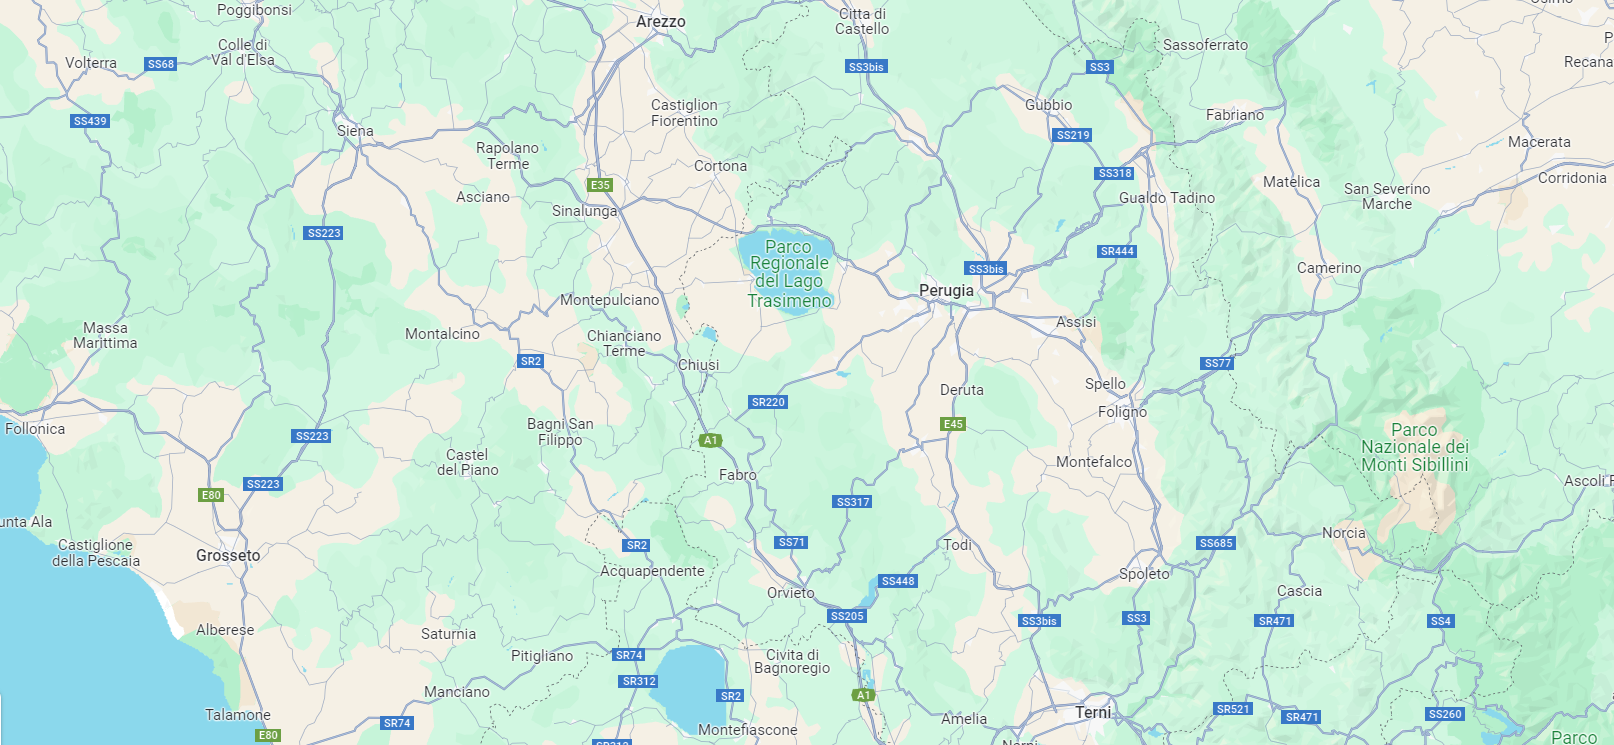 Poggibonsi
Arezzo
Citta di
Castello
Sassoferrato
Colle di
Val d'Elsa
Volterra
SS68
SS3bis
SS3
Castiglion
Fiorentino
Gubbio
Fabriano
SS439
Siena
SS219
Macerata
Rapolano
Terme
Cortona
SS318
Corridonia
E35
Matelica
San Severino
Marche
Asciano
Sinalunga
Gualdo Tadino
SS223
Parco
Regionale
del Lago
Trasimeno
SR444
SS3bis
Camerino
Perugia
Montepulciano
Massa
Marittima
Montalcino
Chianciano
Terme
Assisi
SR2
Chiusi
SS77
Deruta
Spello
SR220
Foligno
Follonica
SS223
Bagni San
Filippo
A1
E45
Parco
Nazionale dei
Monti Sibillini
Castel
del Piano
Montefalco
Fabro
SS223
E80
SS317
Ascoli
unta Ala
Norcia
Castiglione
della Pescaia
Grosseto
SR2
SS71
Todi
SS685
Acquapendente
Orvieto
SS448
Spoleto
Cascia
SS205
SS3bis
SS3
SR471
SS4
Alberese
Saturnia
Pitigliano
SR74
Civita di
Bagnoregio
SR312
Manciano
SR2
A1
Talamone
SR74
Montefiascone
Amelia
Terni
SR521
SR471
SS260
E80
Parco